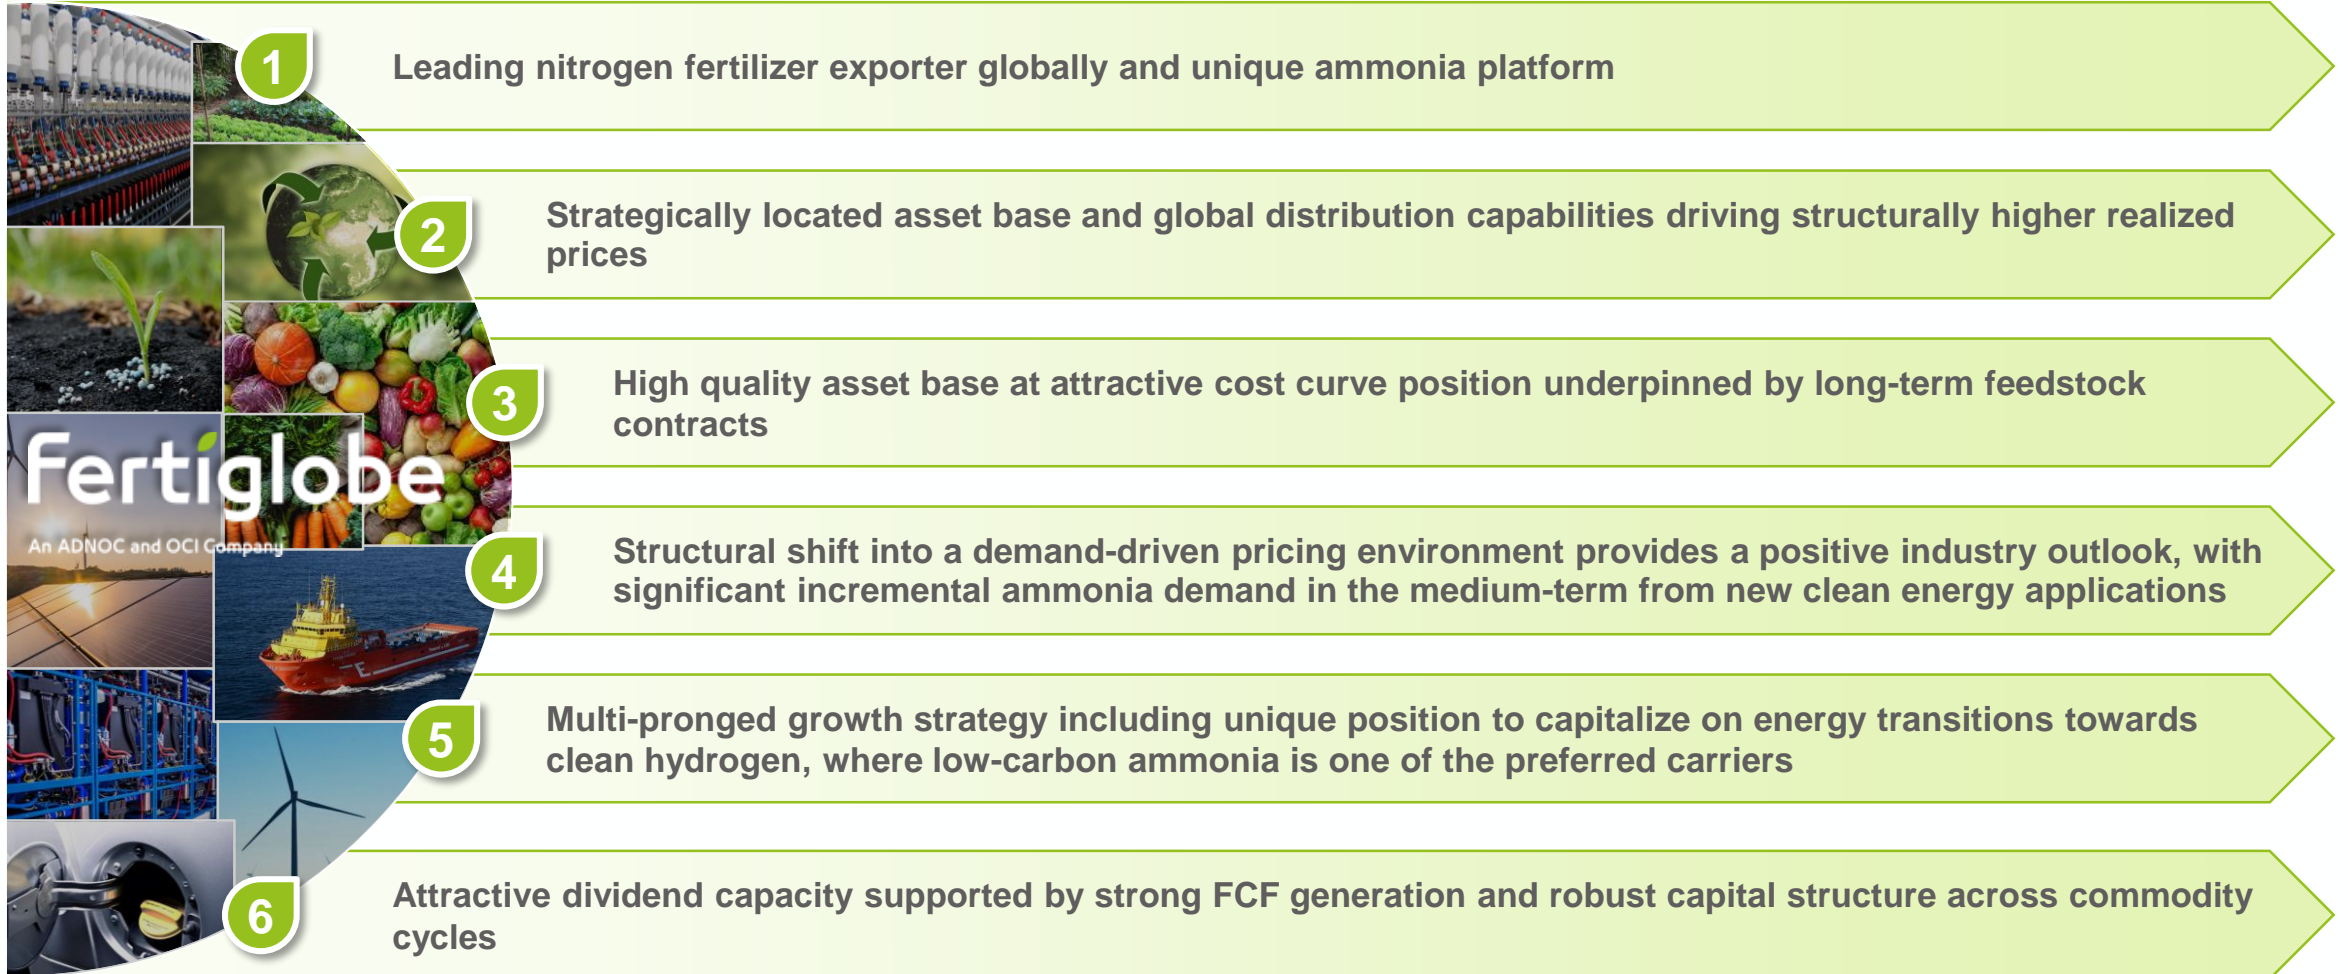 1
Leading nitrogen fertilizer exporter globally and unique ammonia platform
2
Strategically located asset base and global distribution capabilities driving structurally higher realized
prices
3
High quality asset base at attractive cost curve position underpinned by long-term feedstock
contracts
Fertiglobe
An ADNOC and OCI Company
4
Structural shift into a demand-driven pricing environment provides a positive industry outlook, with
significant incremental ammonia demand in the medium-term from new clean energy applications
5
Multi-pronged growth strategy including unique position to capitalize on energy transitions towards
clean hydrogen, where low-carbon ammonia is one of the preferred carriers
6
Attractive dividend capacity supported by strong FCF generation and robust capital structure across commodity
cycles